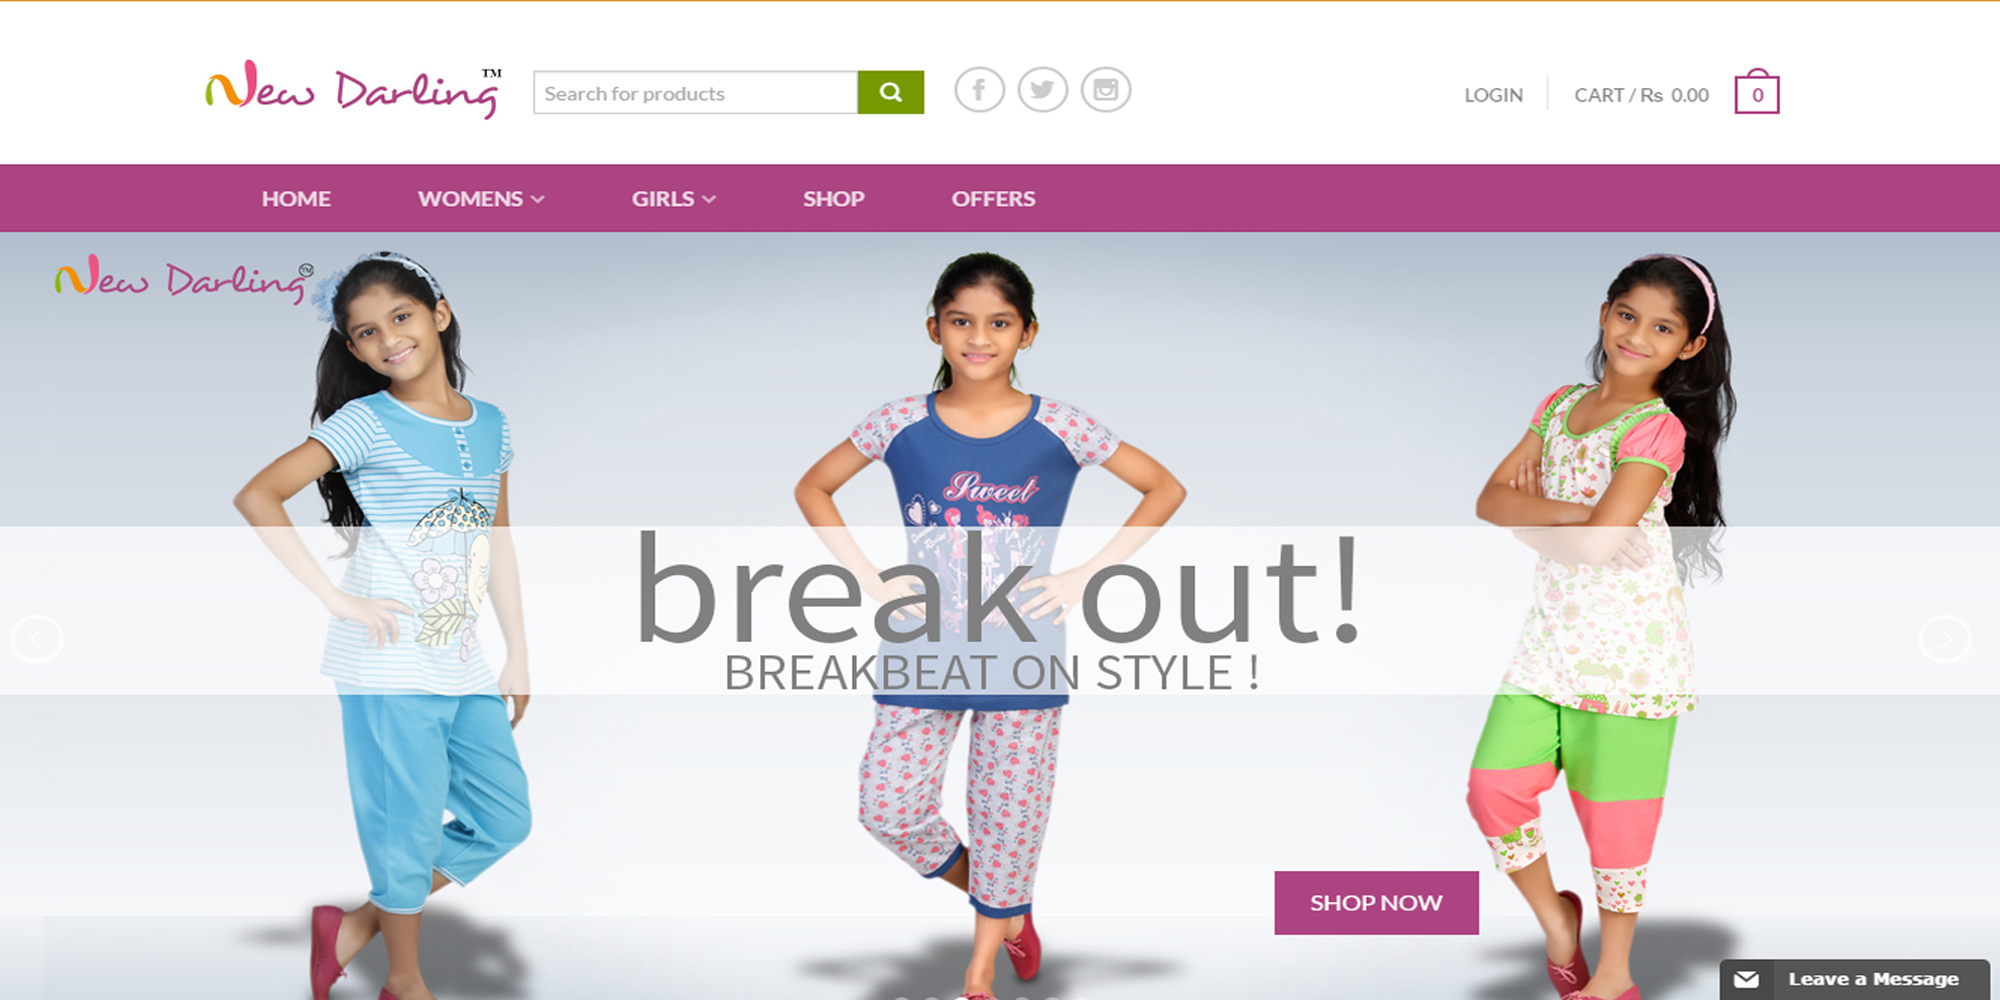 New Darling™
Search for products
LOGIN
CART / Rs 0.00
0
HOME
WOMENS
GIRLS
SHOP
OFFERS
New Darling™
Sweet
break out!
BREAKBEAT ON STYLE !
SHOP NOW
Leave a Message